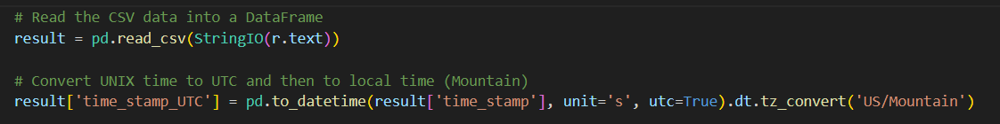 # Read the CSV data into a DataFrame
result = pd.read_csv(StringIO(r.text))
# Convert UNIX time to UTC and then to local time (Mountain)
result['time_stamp_UTC'] = pd.to_datetime(result['time_stamp'], unit='s', utc=True).dt.tz_convert('US/Mountain')